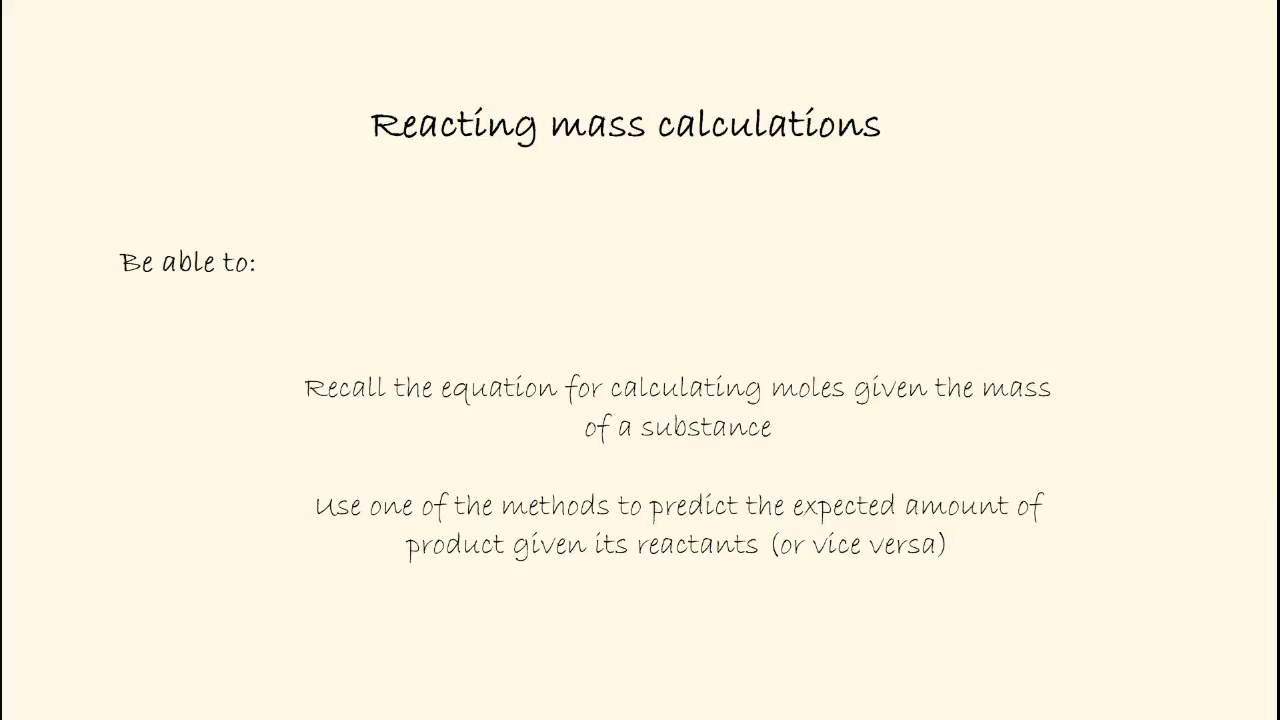 Reacting mass calculations
Be able to:
Recall the equation for calculating moles given the mass
of a substance
Use one of the methods to predict the expected amount of
product given its reactants (or vice versa)